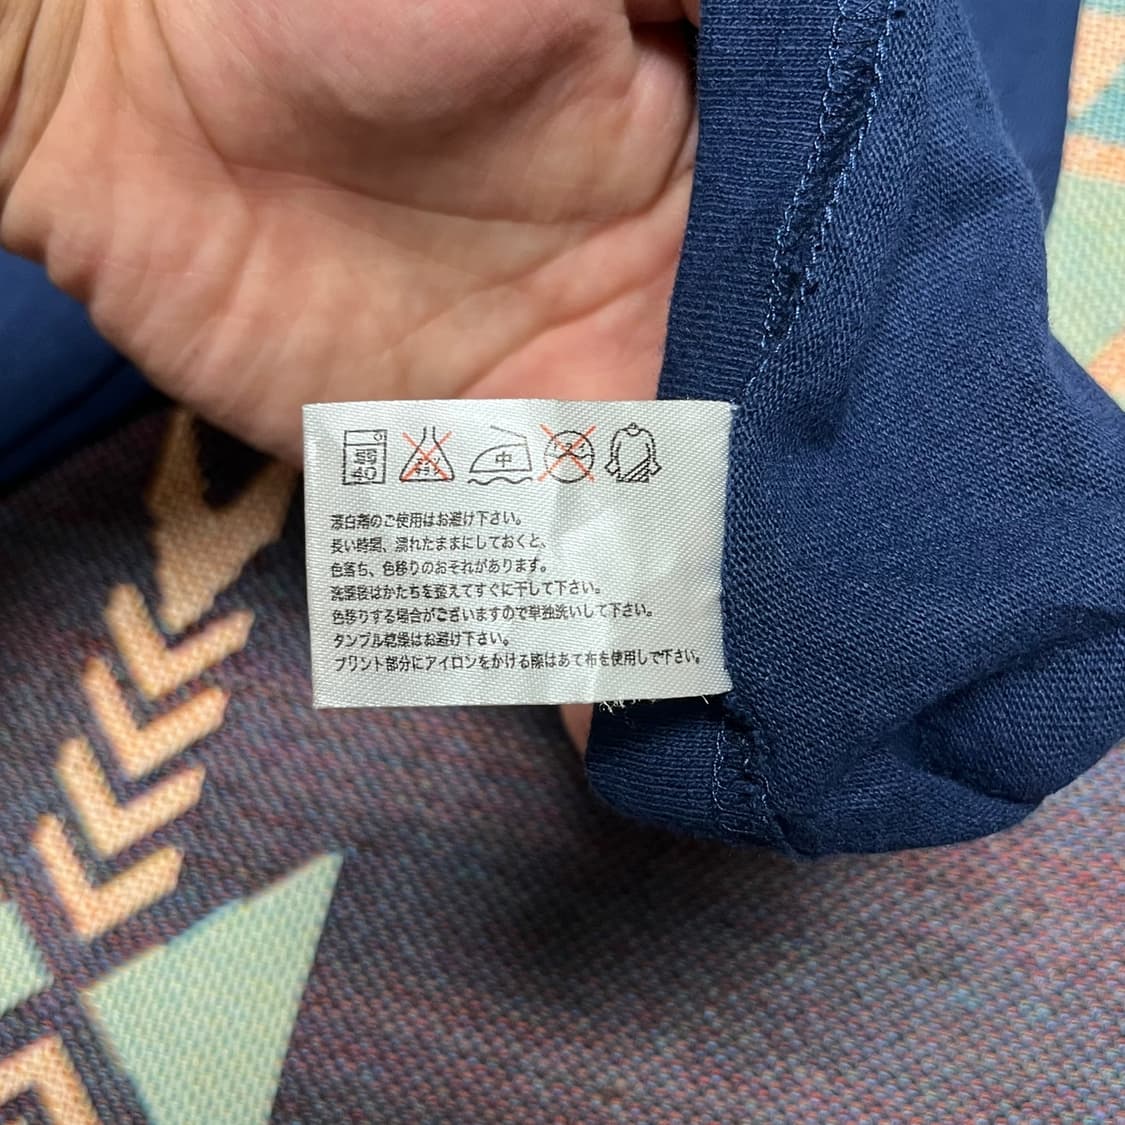 弱
40
中
漂白剤のご使用はお避け下さい。
長い時間、濡れたままにしておくと、
色落ち、色移りのおそれがあります。
洗濯後はかたちを整えてすぐに干して下さい。
色移りする場合がございますので単独洗いして下さい。
タンブル乾燥はお避け下さい。
プリント部分にアイロンをかける際はあて布を使用して下さい。